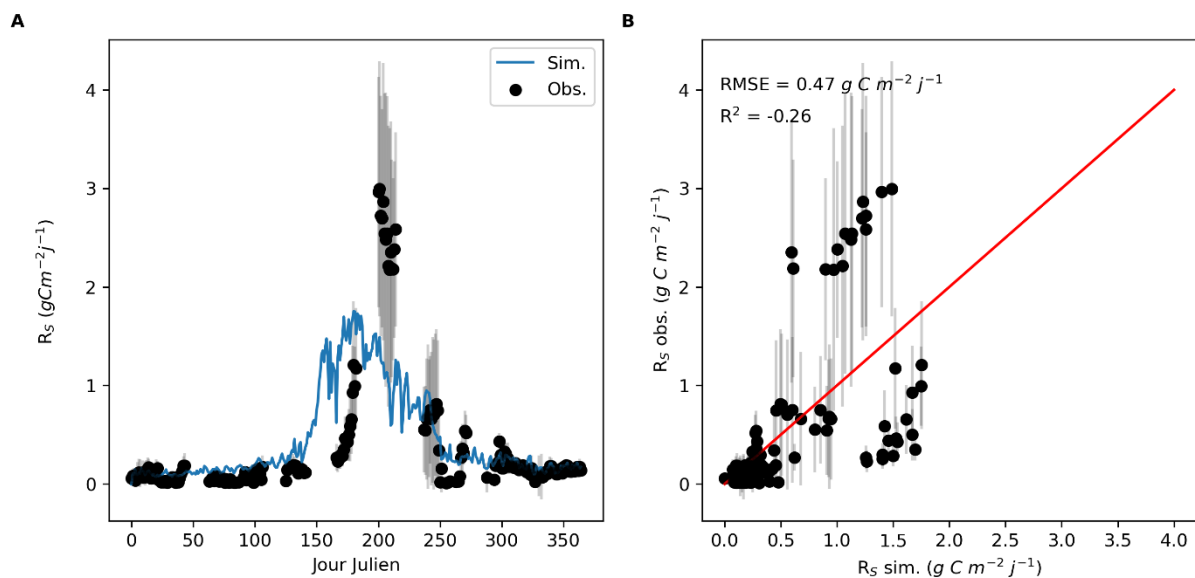 A
R_S (gCm⁻²j⁻¹)
4
3
2
1
0
Sim.
Obs.
0 50 100 150 200 250 300 350
Jour Julien
B
R_S obs. (g C m⁻² j⁻¹)
4
3
2
1
0
RMSE = 0.47 g C m⁻² j⁻¹
R² = -0.26
0.0 0.5 1.0 1.5 2.0 2.5 3.0 3.5 4.0
R_S sim. (g C m⁻² j⁻¹)